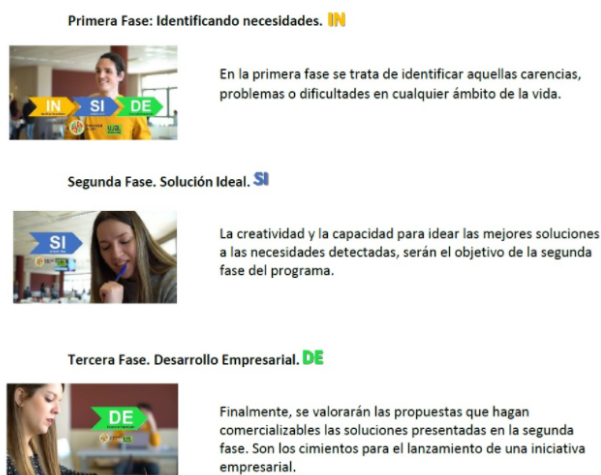 Primera Fase: Identificando necesidades. IN
IN SI DE
En la primera fase se trata de identificar aquellas carencias,
problemas o dificultades en cualquier ámbito de la vida.
Segunda Fase. Solución Ideal. SI
SI
La creatividad y la capacidad para idear las mejores soluciones
a las necesidades detectadas, serán el objetivo de la segunda
fase del programa.
Tercera Fase. Desarrollo Empresarial. DE
DE
Finalmente, se valorarán las propuestas que hagan
comercializables las soluciones presentadas en la segunda
fase. Son los cimientos para el lanzamiento de una iniciativa
empresarial.